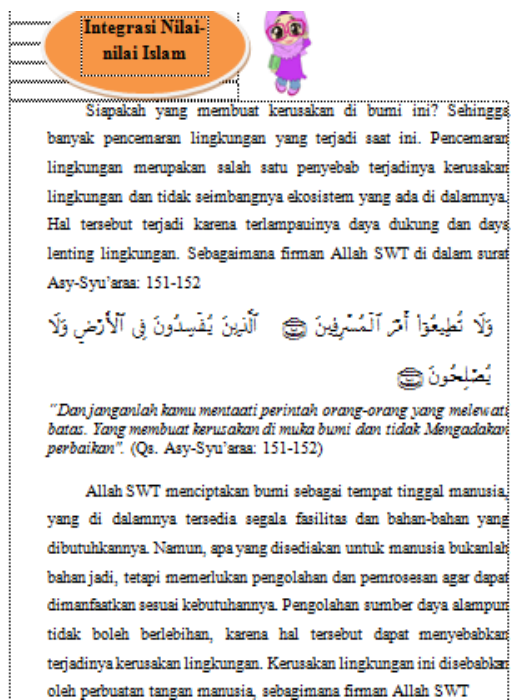 Integrasi Nilai-
nilai Islam
Siapakah yang membuat kerusakan di bumi ini? Sehingga
banyak pencemaran lingkungan yang terjadi saat ini. Pencemaran
lingkungan merupakan salah satu penyebab terjadinya kerusakan
lingkungan dan tidak seimbangnya ekosistem yang ada di dalamnya.
Hal tersebut terjadi karena terlampauinya daya dukung dan daya
lenting lingkungan. Sebagaimana firman Allah SWT di dalam surat
Asy-Syu'araa: 151-152
وَلَا تُطِيعُوٓا۟ أَمْرَ ٱلْمُسْرِفِينَ ٱلَّذِينَ يُفْسِدُونَ فِى ٱلْأَرْضِ وَلَا
يُصْلِحُونَ
"Dan janganlah kamu mentaati perintah orang-orang yang melewati
batas. Yang membuat kerusakan di muka bumi dan tidak Mengadakan
perbaikan". (Qs. Asy-Syu'araa: 151-152)
Allah SWT menciptakan bumi sebagai tempat tinggal manusia,
yang di dalamnya tersedia segala fasilitas dan bahan-bahan yang
dibutuhkannya. Namun, apa yang disediakan untuk manusia bukanlah
bahan jadi, tetapi memerlukan pengolahan dan pemrosesan agar dapat
dimanfaatkan sesuai kebutuhannya. Pengolahan sumber daya alampun
tidak boleh berlebihan, karena hal tersebut dapat menyebabkan
terjadinya kerusakan lingkungan. Kerusakan lingkungan ini disebabkan
oleh perbuatan tangan manusia, sebagimana firman Allah SWT